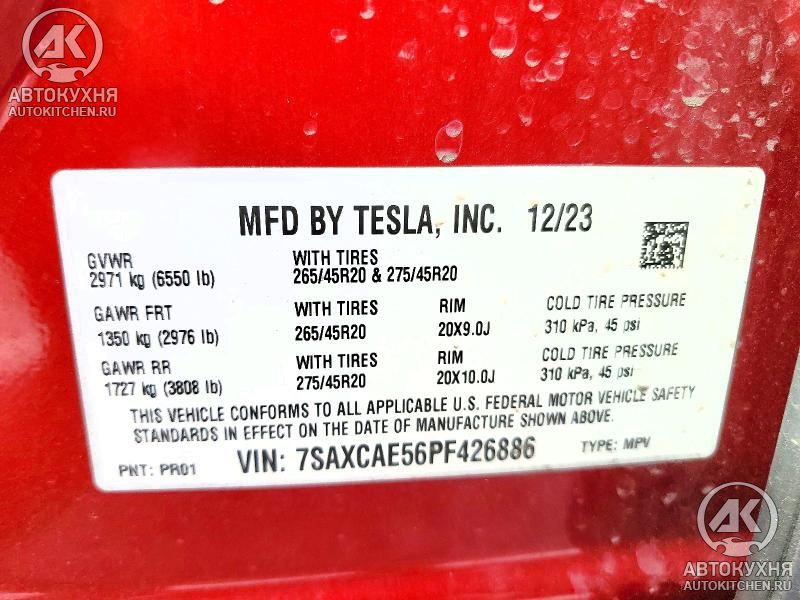 AK
АВТОКУХНЯ
AUTOKITCHEN.RU
MFD BY TESLA, INC. 12/23
GVWR WITH TIRES
2971 kg (6550 lb) 265/45R20 & 275/45R20
GAWR FRT WITH TIRES RIM COLD TIRE PRESSURE
1350 kg (2976 lb) 265/45R20 20X9.0J 310 kPa, 45 psi
GAWR RR WITH TIRES RIM COLD TIRE PRESSURE
1727 kg (3808 lb) 275/45R20 20X10.0J 310 kPa, 45 psi
THIS VEHICLE CONFORMS TO APPLICABLE U.S. FEDERAL MOTOR VEHICLE SAFETY
STANDARDS IN EFFECT ON THE DATE OF MANUFACTURE SHOWN ABOVE.
PNT: PR01 VIN: 7SAXCAE56PF426886 TYPE: MPV
AK
АВТОКУХНЯ
AUTOKITCHEN.RU